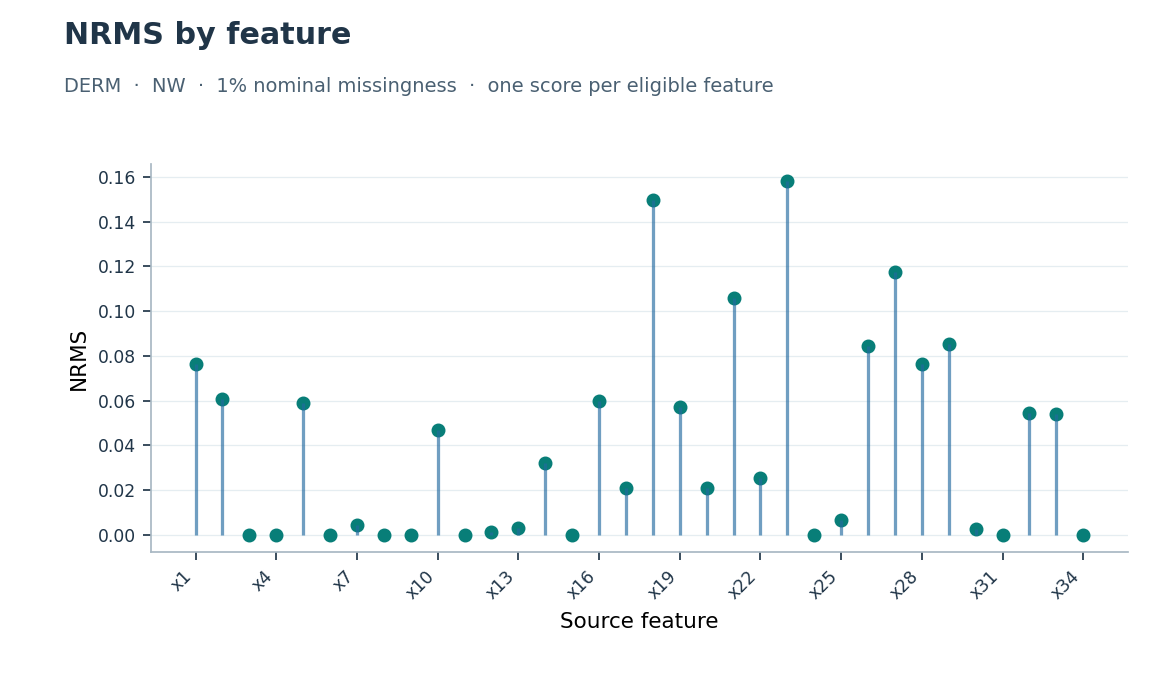 NRMS by feature
DERM · NW · 1% nominal missingness · one score per eligible feature
0.16
0.14
0.12
0.10
0.08
0.06
0.04
0.02
0.00
NRMS
x1 x4 x7 x10 x13 x16 x19 x22 x25 x28 x31 x34
Source feature